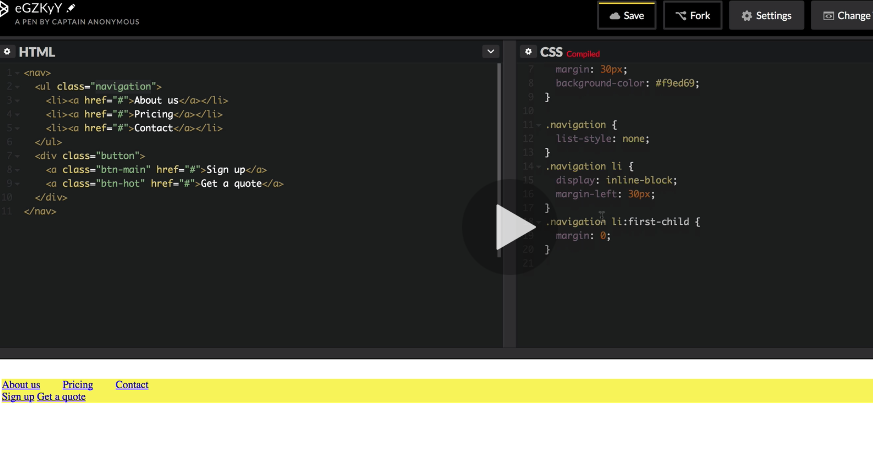 eGZKyY
A PEN BY CAPTAIN ANONYMOUS
Save
Fork
Settings
Change
HTML
1 <nav>
2 <ul class="navigation">
3 <li><a href="#">About us</a></li>
4 <li><a href="#">Pricing</a></li>
5 <li><a href="#">Contact</a></li>
6 </ul>
7 <div class="button">
8 <a class="btn-main" href="#">Sign up</a>
9 <a class="btn-hot" href="#">Get a quote</a>
10 </div>
11 </nav>
CSS Compiled
7 margin: 30px;
8 background-color: #f9ed69;
9 }
10
11 .navigation {
12 list-style: none;
13 }
14 .navigation li {
15 display: inline-block;
16 margin-left: 30px;
17 }
.navigation li:first-child {
margin: 0;
20 }
21
About us Pricing Contact
Sign up Get a quote